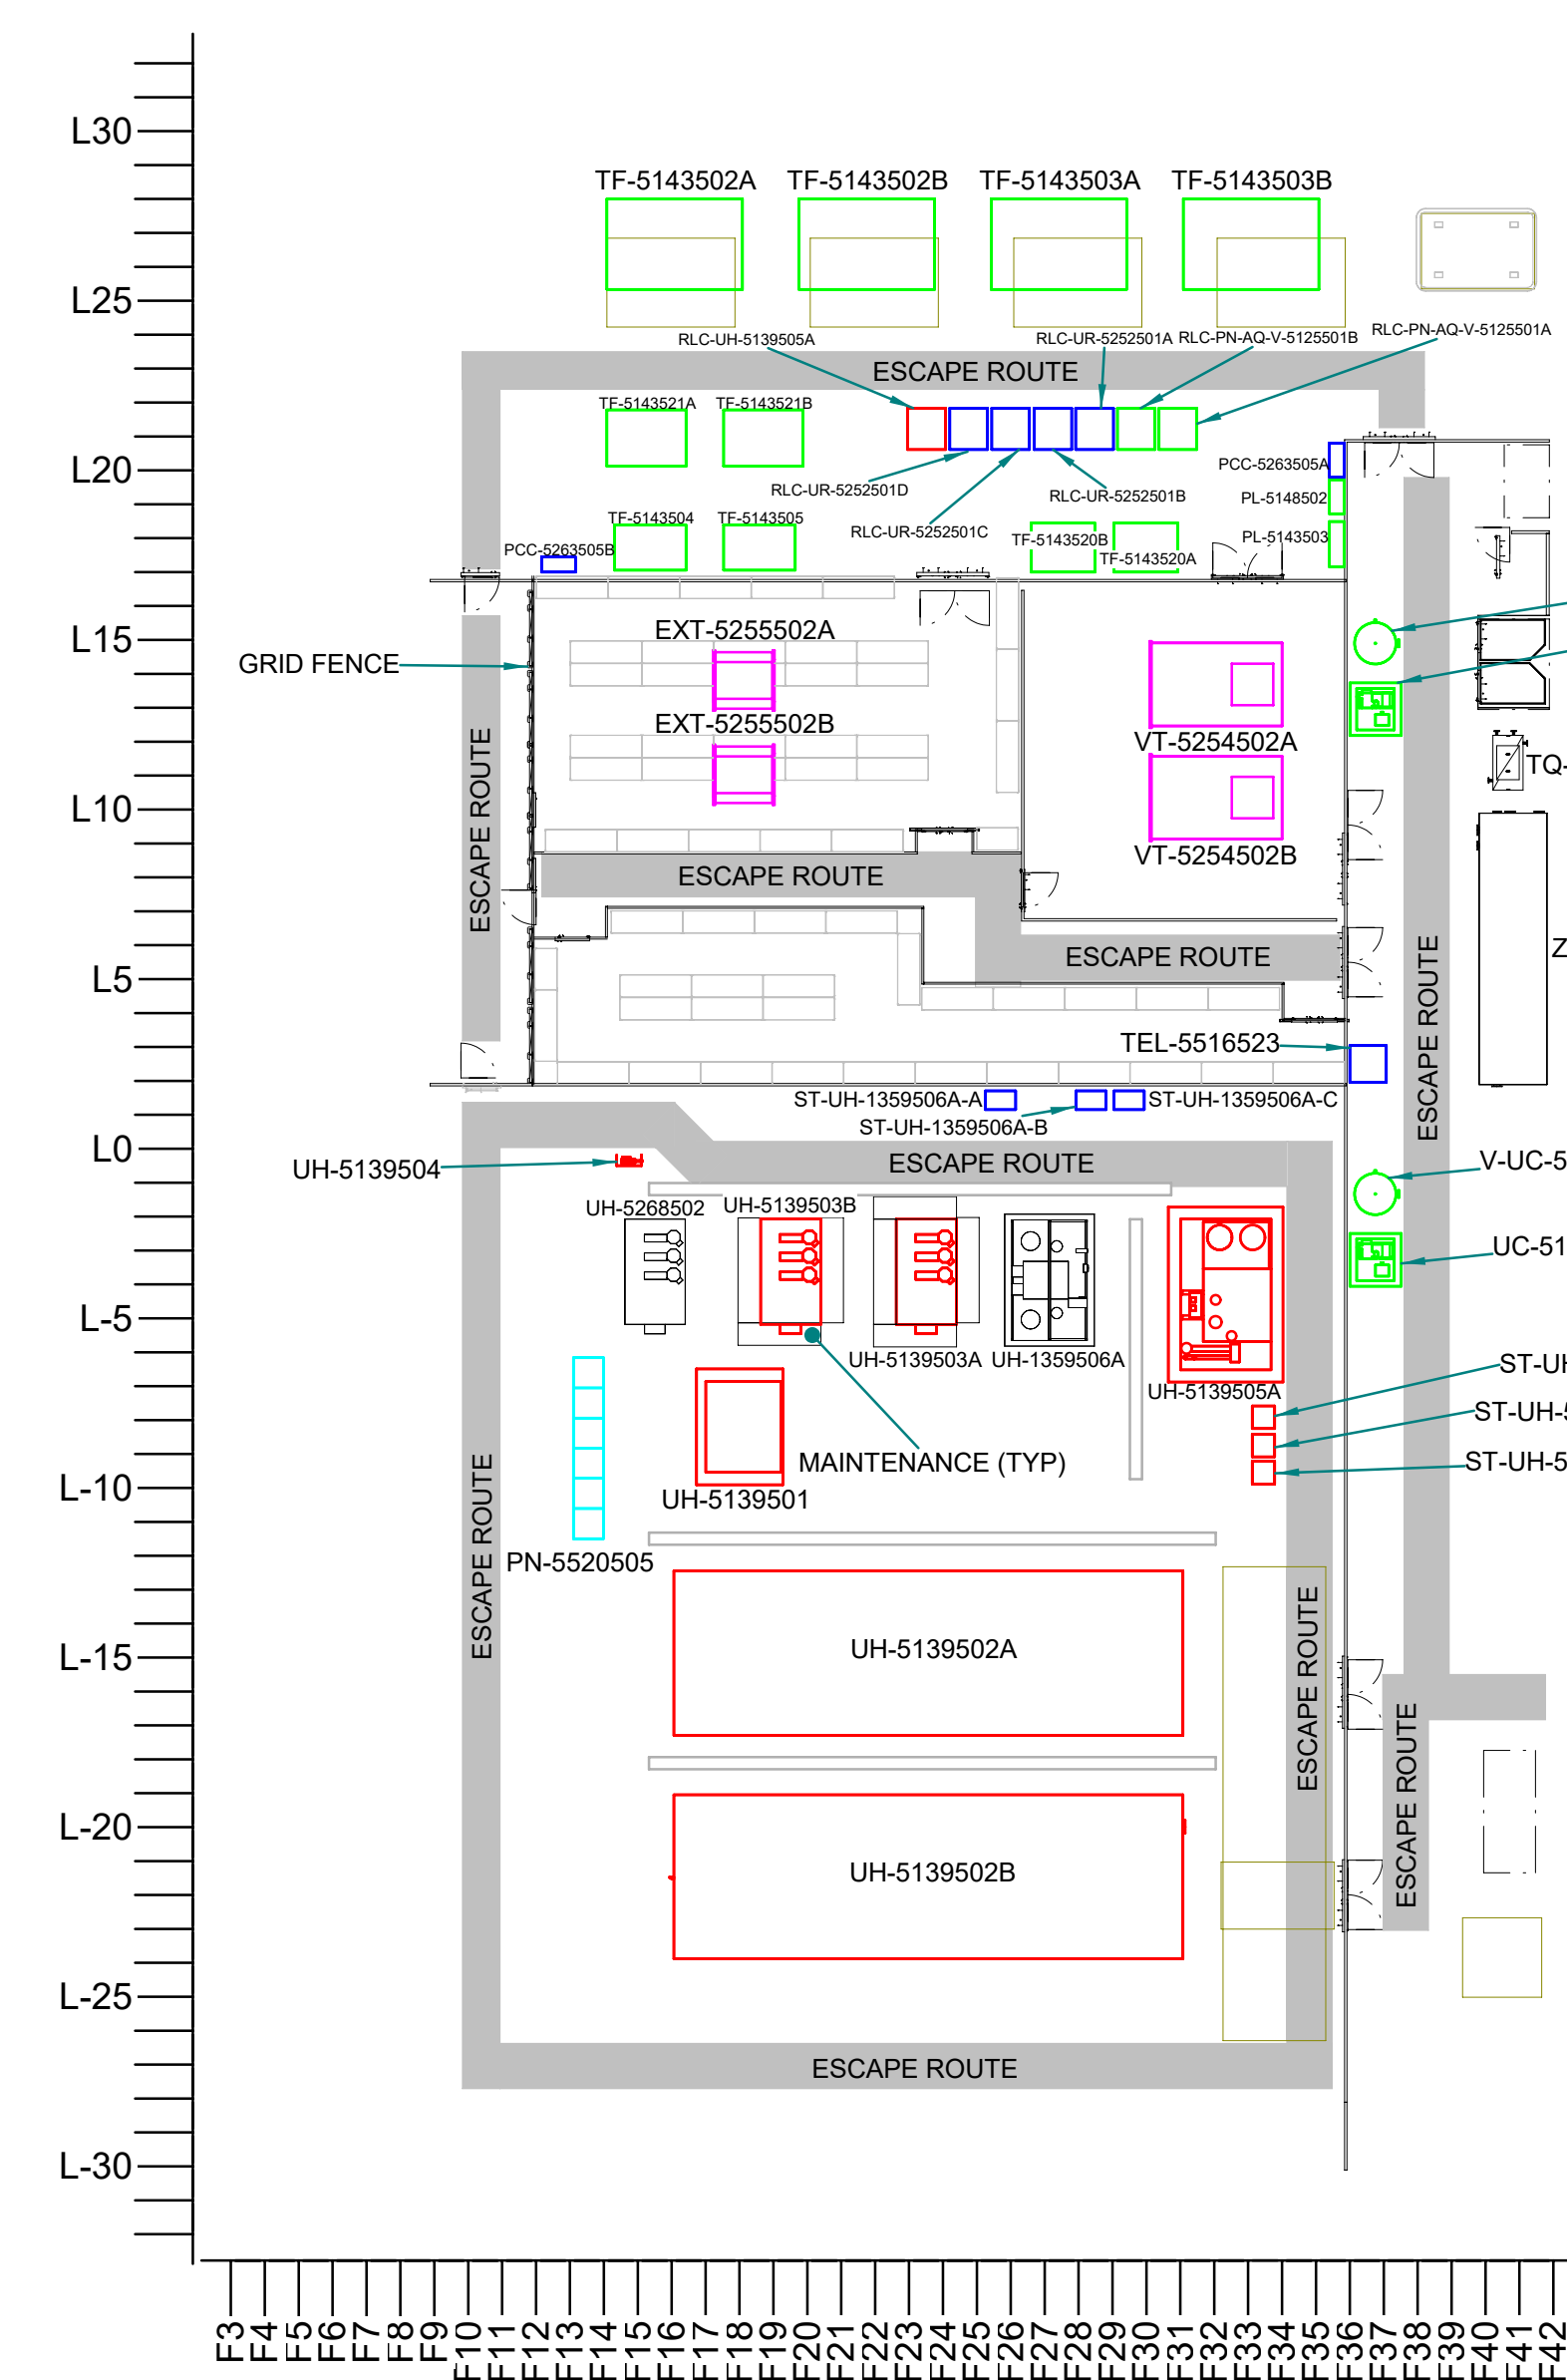 L30
TF-5143502A TF-5143502B TF-5143503A TF-5143503B
L25
RLC-UH-5139505A RLC-UR-5252501A RLC-PN-AQ-V-5125501B RLC-PN-AQ-V-5125501A
ESCAPE ROUTE
TF-5143521A TF-5143521B
L20
PCC-5263505A
RLC-UR-5252501D RLC-UR-5252501B PL-5148502
TF-5143504 TF-5143505
RLC-UR-5252501C TF-5143520B PL-5143503
PCC-5263505B TF-5143520A
L15
EXT-5255502A
GRID FENCE
EXT-5255502B
VT-5254502A
TQ-
ESCAPE ROUTE
L10
VT-5254502B
ESCAPE ROUTE
Z
ESCAPE ROUTE
L5
ESCAPE ROUTE
TEL-5516523
ST-UH-1359506A-A ST-UH-1359506A-C
ST-UH-1359506A-B
L0
ESCAPE ROUTE
V-UC-5
UH-5139504
UH-5268502 UH-5139503B
UC-51
L-5
UH-5139503A UH-1359506A
ST-UH
UH-5139505A
ST-UH-5
MAINTENANCE (TYP)
ST-UH-5
L-10
UH-5139501
ESCAPE ROUTE
PN-5520505
L-15
UH-5139502A
ESCAPE ROUTE
ESCAPE ROUTE
L-20
UH-5139502B
L-25
ESCAPE ROUTE
L-30
F3 F4 F5 F6 F7 F8 F9 F10 F11 F12 F13 F14 F15 F16 F17 F18 F19 F20 F21 F22 F23 F24 F25 F26 F27 F28 F29 F30 F31 F32 F33 F34 F35 F36 F37 F38 F39 F40 F41 F42